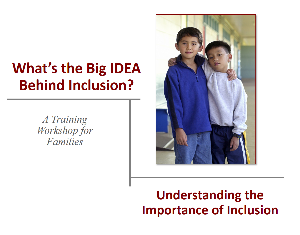 What's the Big IDEA
Behind Inclusion?
A Training
Workshop for
Families
Understanding the
Importance of Inclusion